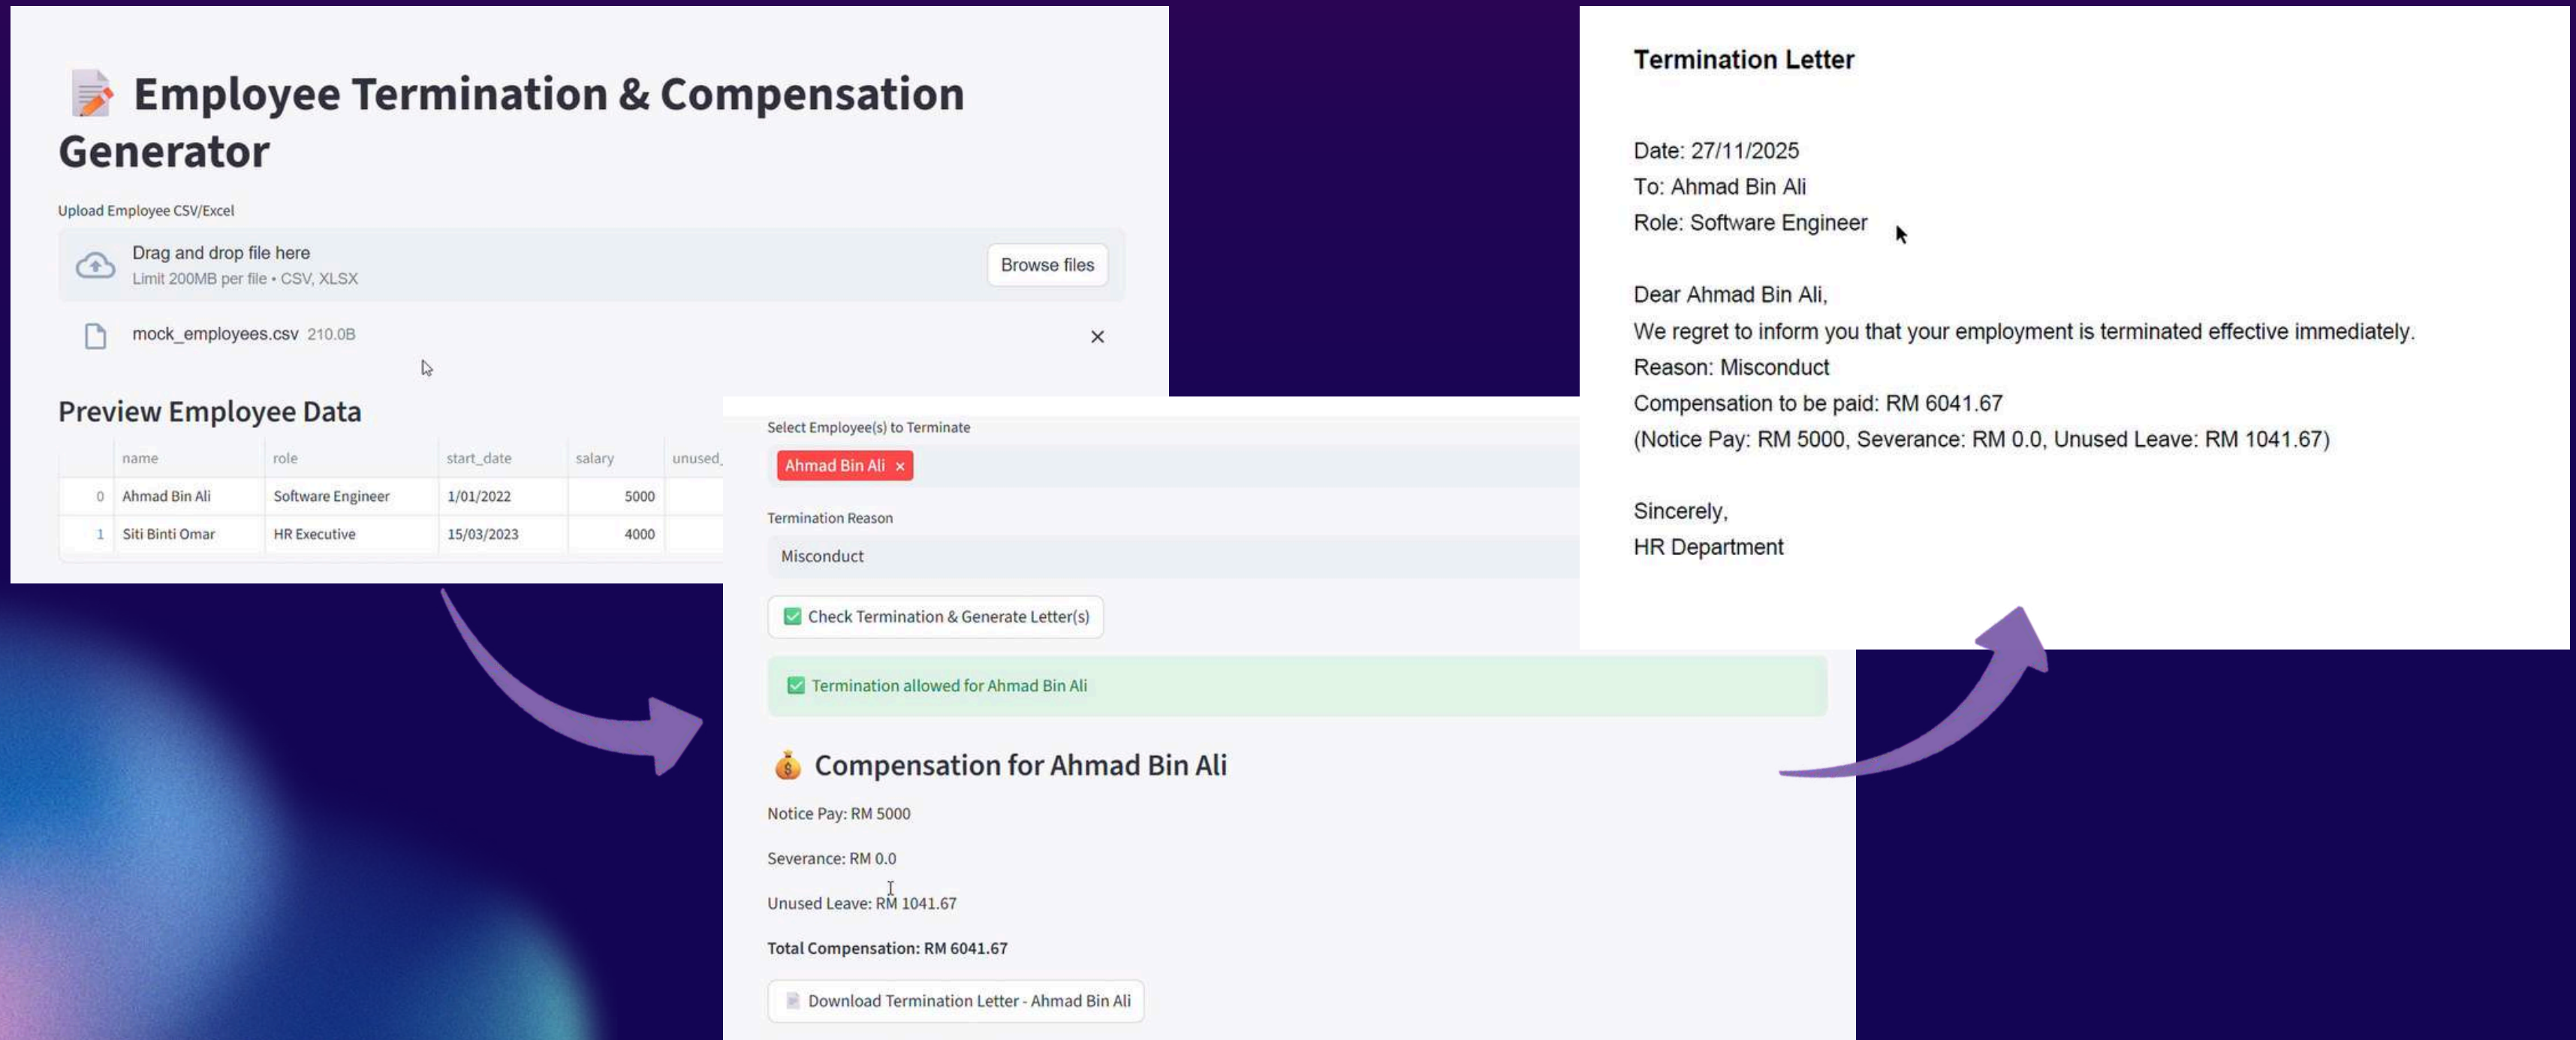 Employee Termination & Compensation
Generator
Upload Employee CSV/Excel
Drag and drop file here
Limit 200MB per file • CSV, XLSX
Browse files
mock_employees.csv 210.0B
Preview Employee Data
name role start_date salary unused_
0 Ahmad Bin Ali Software Engineer 1/01/2022 5000
1 Siti Binti Omar HR Executive 15/03/2023 4000
Select Employee(s) to Terminate
Ahmad Bin Ali ×
Termination Reason
Misconduct
Check Termination & Generate Letter(s)
Termination allowed for Ahmad Bin Ali
Compensation for Ahmad Bin Ali
Notice Pay: RM 5000
Severance: RM 0.0
Unused Leave: RM 1041.67
Total Compensation: RM 6041.67
Download Termination Letter - Ahmad Bin Ali
Termination Letter
Date: 27/11/2025
To: Ahmad Bin Ali
Role: Software Engineer
Dear Ahmad Bin Ali,
We regret to inform you that your employment is terminated effective immediately.
Reason: Misconduct
Compensation to be paid: RM 6041.67
(Notice Pay: RM 5000, Severance: RM 0.0, Unused Leave: RM 1041.67)
Sincerely,
HR Department